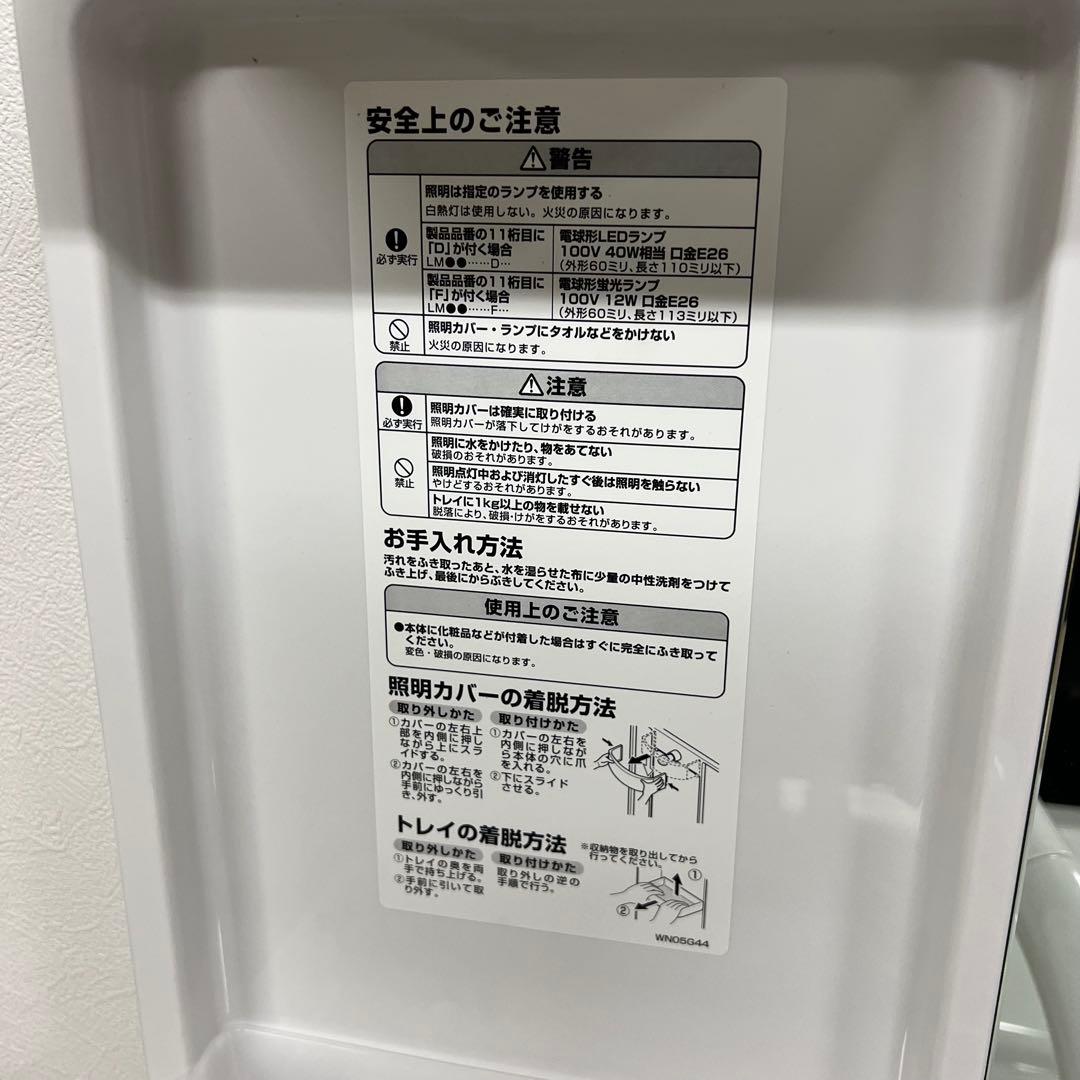 安全上のご注意
警告
必ず実行
照明は指定のランプを使用する
白熱灯は使用しない。火災の原因になります。
製品品番の11桁目に
「D」が付く場合
LM●●……D…
電球形LEDランプ
100V 40W相当 口金E26
(外形60ミリ、長さ110ミリ以下)
製品品番の11桁目に
「F」が付く場合
LM●●……F…
電球形蛍光ランプ
100V 12W 口金E26
(外形60ミリ、長さ113ミリ以下)
禁止
照明カバー・ランプにタオルなどをかけない
火災の原因になります。
注意
必ず実行
照明カバーは確実に取り付ける
照明カバーが落下してけがをするおそれがあります。
禁止
照明に水をかけたり、物をあてない
破損のおそれがあります。
照明点灯中および消灯したすぐ後は照明を触らない
やけどするおそれがあります。
トレイに1kg以上の物を載せない
脱落により、破損・けがをするおそれがあります。
お手入れ方法
汚れをふき取ったあと、水を湿らせた布に少量の中性洗剤をつけて
ふき上げ、最後にからぶきしてください。
使用上のご注意
●本体に化粧品などが付着した場合はすぐに完全にふき取って
ください。
変色・破損の原因になります。
照明カバーの着脱方法
取り外しかた
①カバーの左右上
部を内側に押し
ながら上にスラ
イドする。
②カバーの左右を
内側に押しながら
手前にゆっくり引
き、外す。
取り付けかた
①カバーの左右を
内側に押しなが
ら本体の穴に爪
を入れる。
②下にスライド
させる。
トレイの着脱方法
※収納物を取り出してから
行ってください。
取り外しかた
①トレイの奥を両
手で持ち上げる。
②手前に引いて取
り外す。
取り付けかた
取り外しの逆の
手順で行う。
①
②
WN05G44